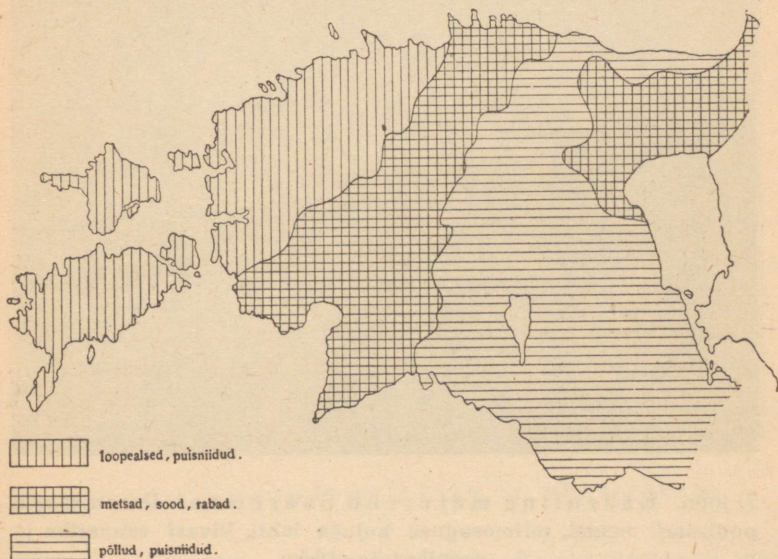 loopealsed, puisniidud.
metsad, sood, rabad.
põllud, puisniidud.